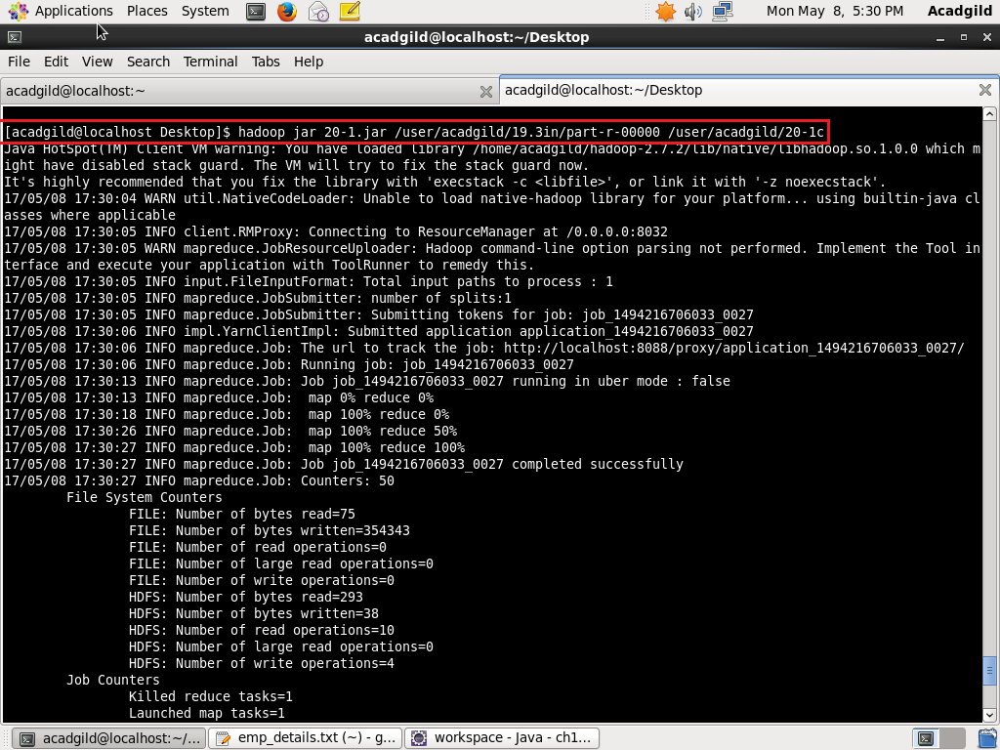 Applications Places System Mon May 8, 5:30 PM Acadgild
acadgild@localhost:~/Desktop
File Edit View Search Terminal Tabs Help
acadgild@localhost:~ acadgild@localhost:~/Desktop
[acadgild@localhost Desktop]$ hadoop jar 20-1.jar /user/acadgild/19.3in/part-r-00000 /user/acadgild/20-1c
Java HotSpot(TM) Client VM warning: You have loaded library /home/acadgild/hadoop-2.7.2/lib/native/libhadoop.so.1.0.0 which m
ight have disabled stack guard. The VM will try to fix the stack guard now.
It's highly recommended that you fix the library with 'execstack -c <libfile>', or link it with '-z noexecstack'.
17/05/08 17:30:04 WARN util.NativeCodeLoader: Unable to load native-hadoop library for your platform... using builtin-java cl
asses where applicable
17/05/08 17:30:05 INFO client.RMProxy: Connecting to ResourceManager at /0.0.0.0:8032
17/05/08 17:30:05 WARN mapreduce.JobResourceUploader: Hadoop command-line option parsing not performed. Implement the Tool in
terface and execute your application with ToolRunner to remedy this.
17/05/08 17:30:05 INFO input.FileInputFormat: Total input paths to process : 1
17/05/08 17:30:05 INFO mapreduce.JobSubmitter: number of splits:1
17/05/08 17:30:05 INFO mapreduce.JobSubmitter: Submitting tokens for job: job_1494216706033_0027
17/05/08 17:30:06 INFO impl.YarnClientImpl: Submitted application application_1494216706033_0027
17/05/08 17:30:06 INFO mapreduce.Job: The url to track the job: http://localhost:8088/proxy/application_1494216706033_0027/
17/05/08 17:30:06 INFO mapreduce.Job: Running job: job_1494216706033_0027
17/05/08 17:30:13 INFO mapreduce.Job: Job job_1494216706033_0027 running in uber mode : false
17/05/08 17:30:13 INFO mapreduce.Job:  map 0% reduce 0%
17/05/08 17:30:18 INFO mapreduce.Job:  map 100% reduce 0%
17/05/08 17:30:26 INFO mapreduce.Job:  map 100% reduce 50%
17/05/08 17:30:27 INFO mapreduce.Job:  map 100% reduce 100%
17/05/08 17:30:27 INFO mapreduce.Job: Job job_1494216706033_0027 completed successfully
17/05/08 17:30:27 INFO mapreduce.Job: Counters: 50
File System Counters
FILE: Number of bytes read=75
FILE: Number of bytes written=354343
FILE: Number of read operations=0
FILE: Number of large read operations=0
FILE: Number of write operations=0
HDFS: Number of bytes read=293
HDFS: Number of bytes written=38
HDFS: Number of read operations=10
HDFS: Number of large read operations=0
HDFS: Number of write operations=4
Job Counters
Killed reduce tasks=1
Launched map tasks=1
acadgild@localhost:~/... emp_details.txt (~) - g... workspace - Java - ch1...